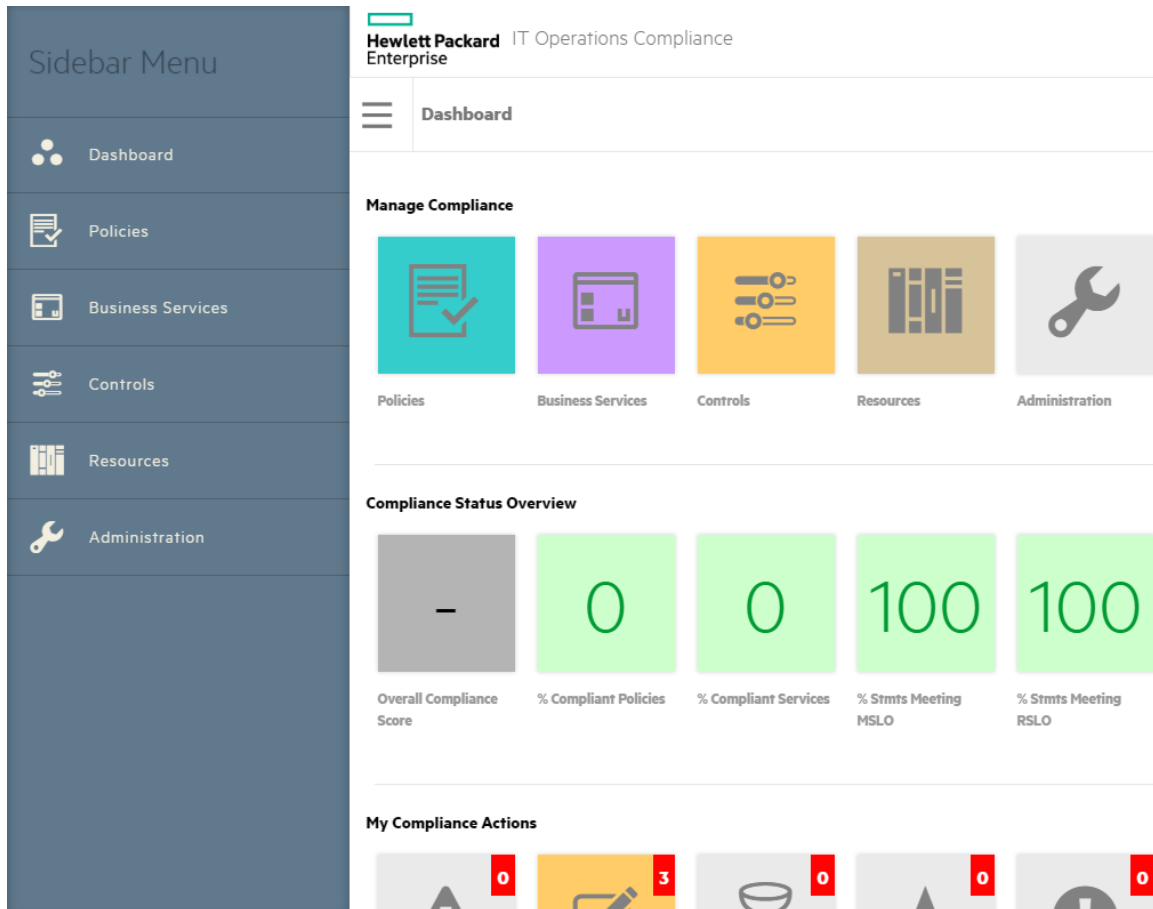 Sidebar Menu
Dashboard
Policies
Business Services
Controls
Resources
Administration
Hewlett Packard
Enterprise
IT Operations Compliance
Dashboard
Manage Compliance
Policies
Business Services
Controls
Resources
Administration
Compliance Status Overview
-
0
0
100
100
Overall Compliance
Score
% Compliant Policies
% Compliant Services
% Stmts Meeting
MSLO
% Stmts Meeting
RSLO
My Compliance Actions
0
3
0
0
0